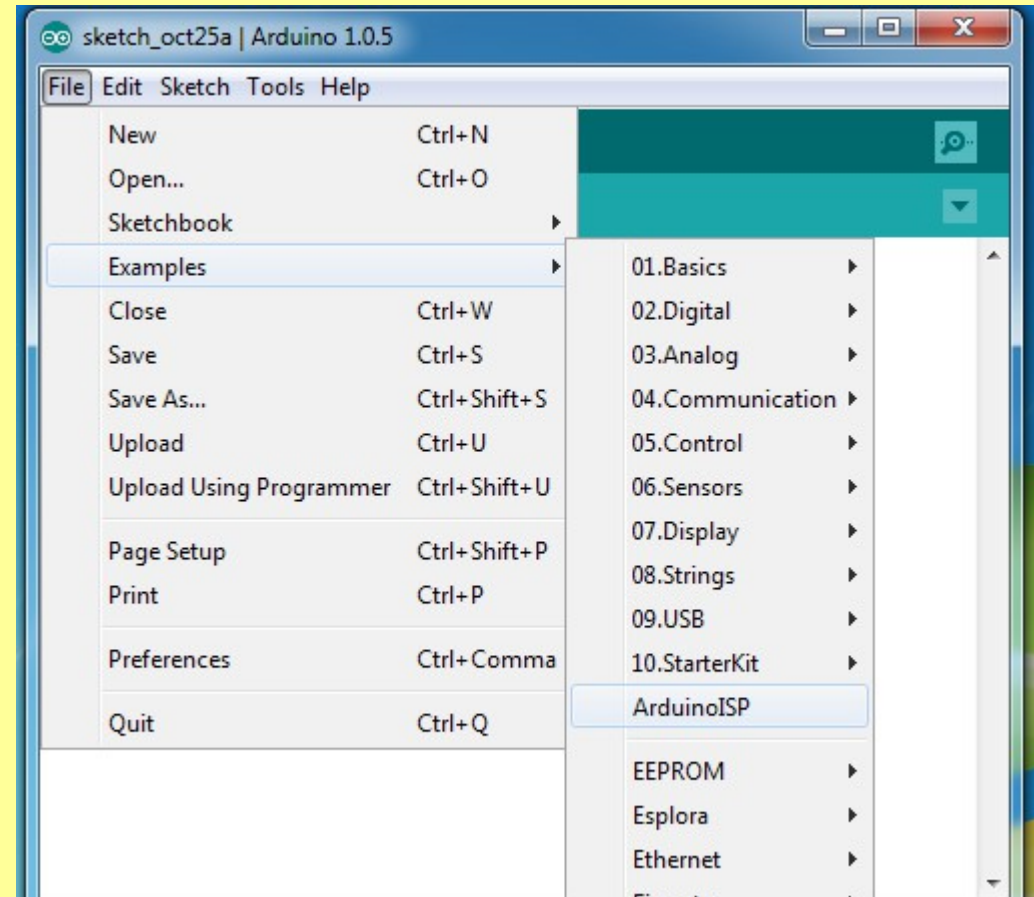 sketch_oct25a | Arduino 1.0.5
File Edit Sketch Tools Help
New Ctrl+N
Open... Ctrl+O
Sketchbook
Examples
Close Ctrl+W
Save Ctrl+S
Save As... Ctrl+Shift+S
Upload Ctrl+U
Upload Using Programmer Ctrl+Shift+U
Page Setup Ctrl+Shift+P
Print Ctrl+P
Preferences Ctrl+Comma
Quit Ctrl+Q
01.Basics
02.Digital
03.Analog
04.Communication
05.Control
06.Sensors
07.Display
08.Strings
09.USB
10.StarterKit
ArduinoISP
EEPROM
Esplora
Ethernet